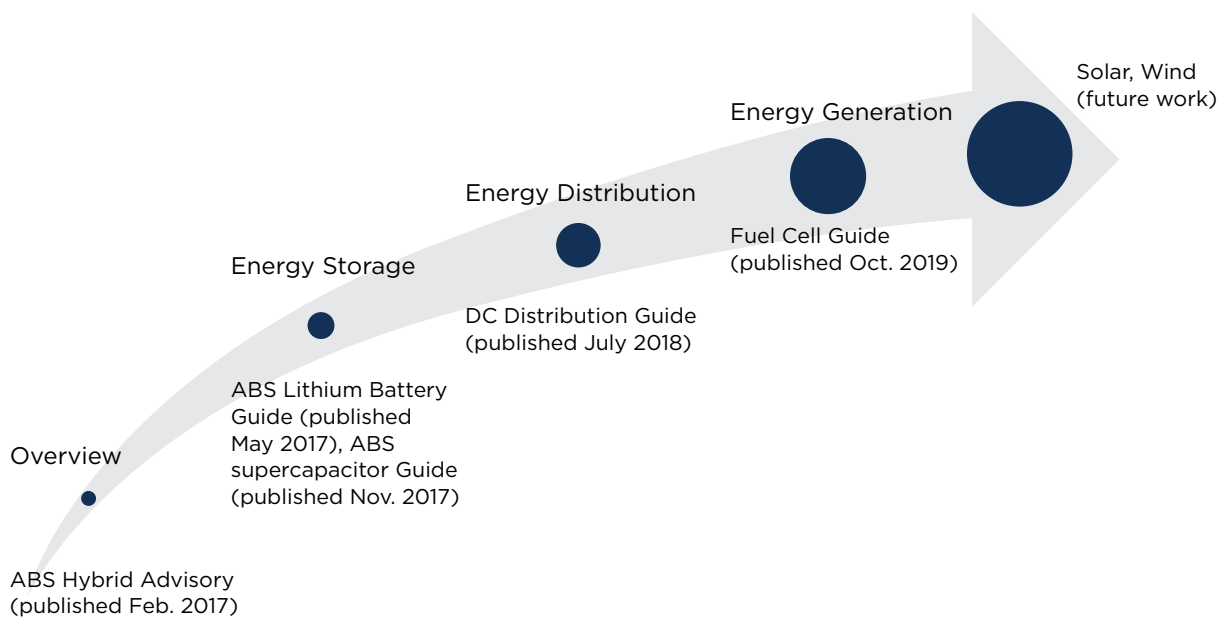 Overview
ABS Hybrid Advisory
(published Feb. 2017)
Energy Storage
ABS Lithium Battery
Guide (published
May 2017), ABS
supercapacitor Guide
(published Nov. 2017)
Energy Distribution
DC Distribution Guide
(published July 2018)
Energy Generation
Fuel Cell Guide
(published Oct. 2019)
Solar, Wind
(future work)